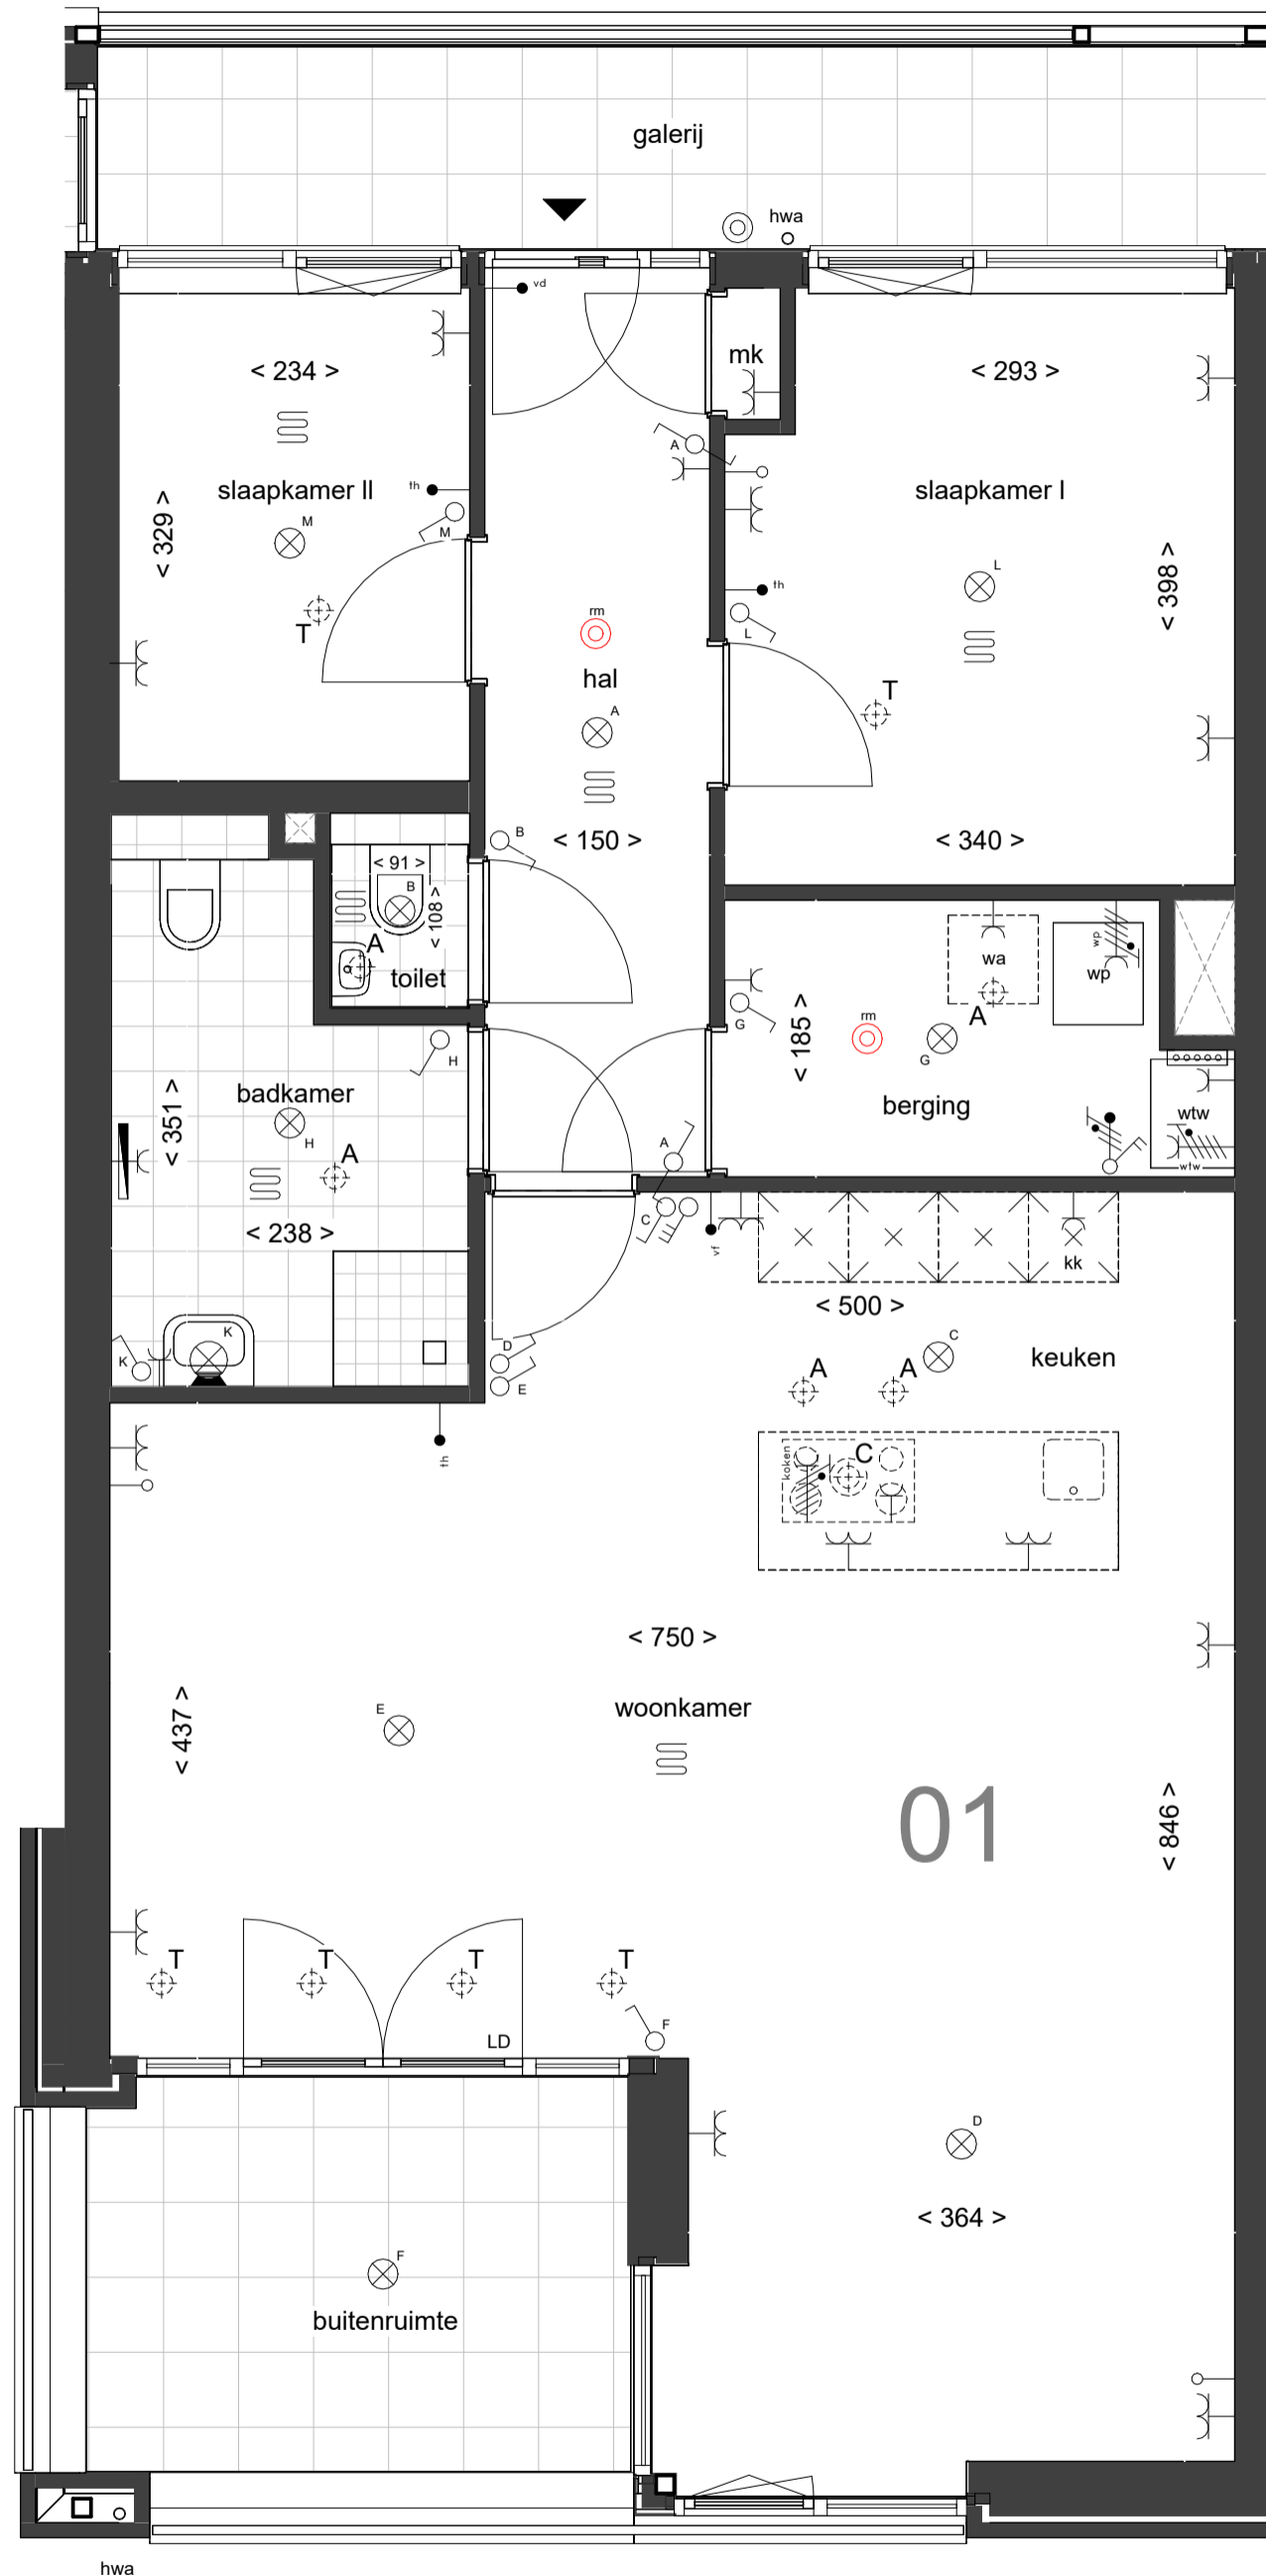 galerij
hwa
vd
mk
< 234 >
< 293 >
A
slaapkamer II
th
slaapkamer I
M
M
< 329 >
< 398 >
th
L
L
rm
T
hal
T
A
B
< 150 >
< 340 >
< 91 >
B
< 108 >
A
toilet
wa
wp
wp
A
G
rm
G
< 185 >
berging
H
badkamer
H
A
< 351 >
wtw
wtw
A
< 238 >
C
vf
kk
< 500 >
K
K
D
E
C
keuken
A
A
th
koken
C
< 750 >
< 437 >
E
woonkamer
01
< 846 >
T
T
T
T
F
LD
D
< 364 >
F
buitenruimte
hwa